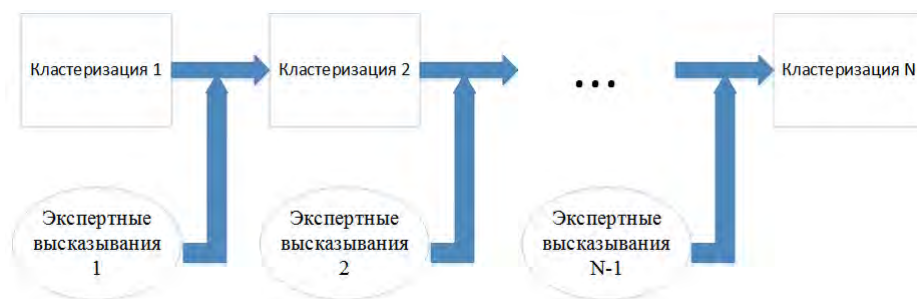 Кластеризация 1
Кластеризация 2
...
Кластеризация N
Экспертные
высказывания
1
Экспертные
высказывания
2
Экспертные
высказывания
N-1